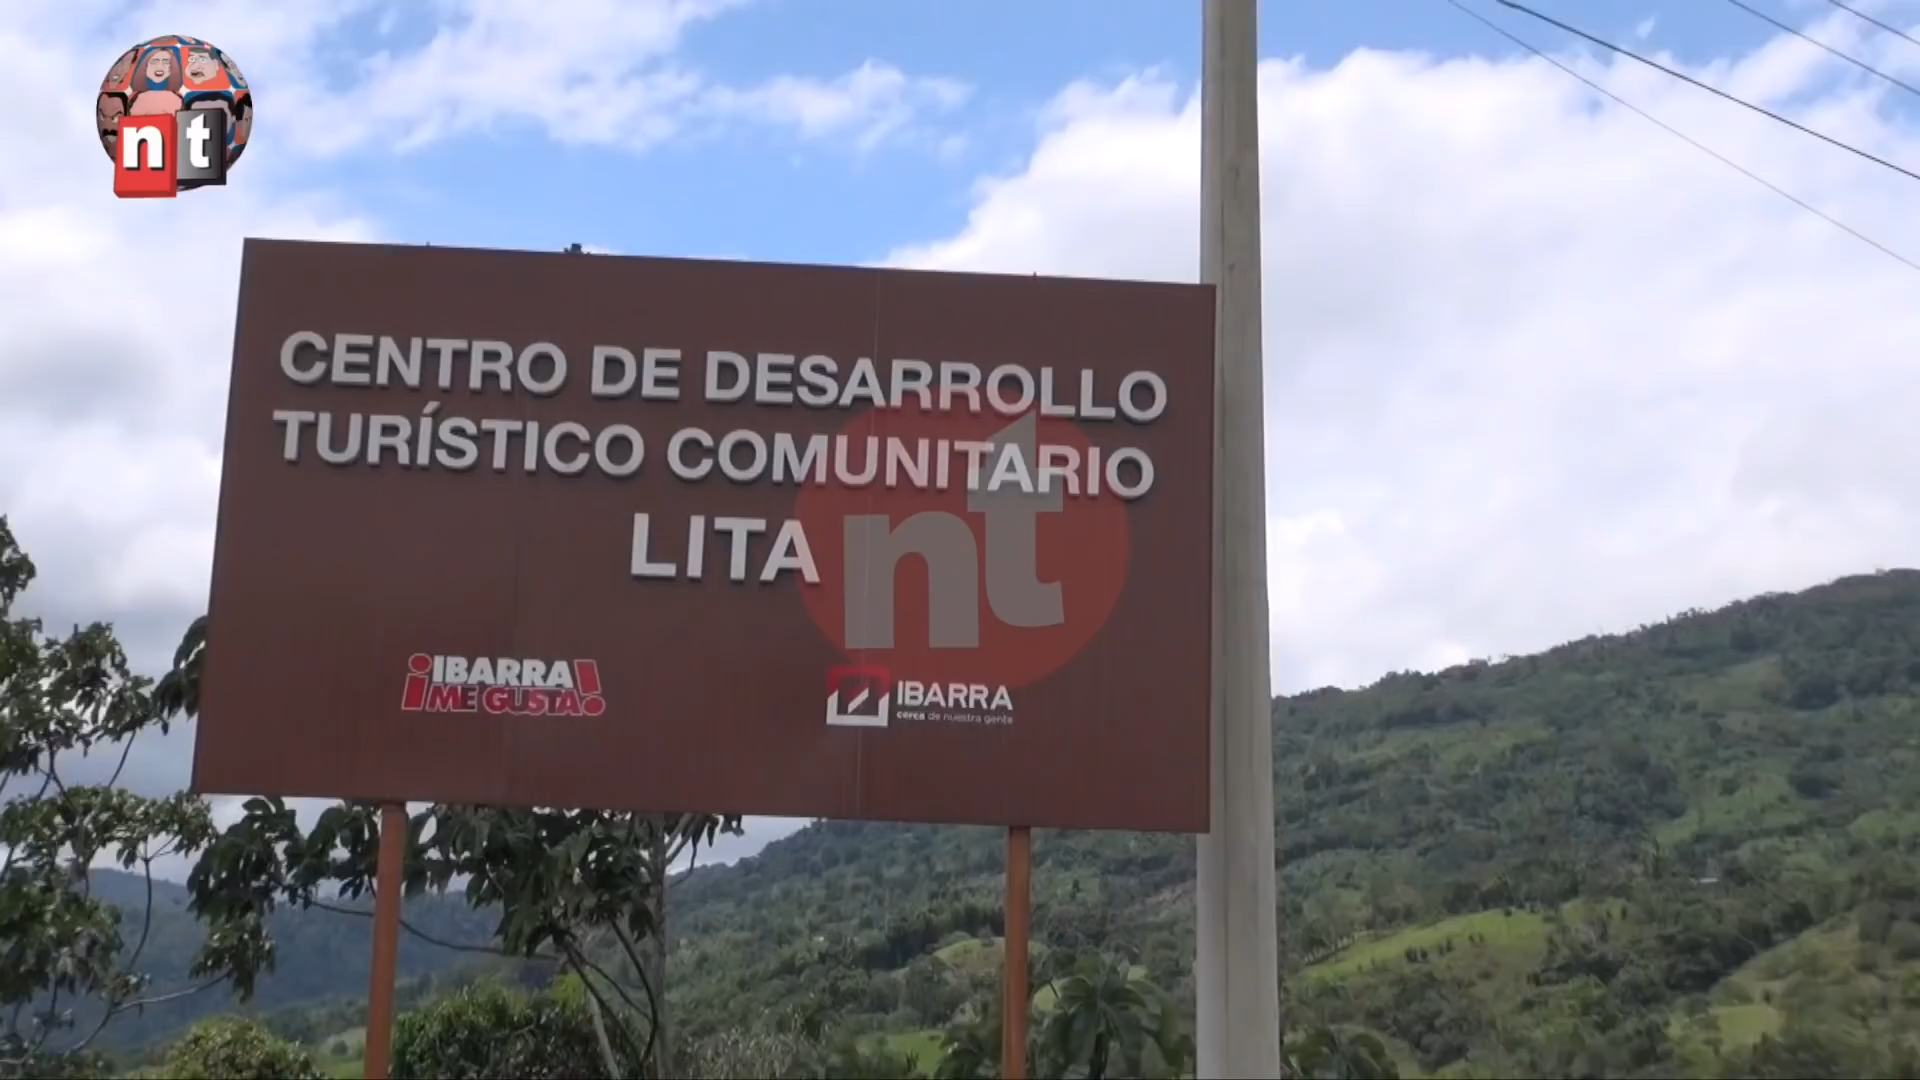 nt
CENTRO DE DESARROLLO
TURÍSTICO COMUNITARIO
LITA
nt
¡IBARRA
ME GUSTA!
IBARRA
cerca de nuestra gente